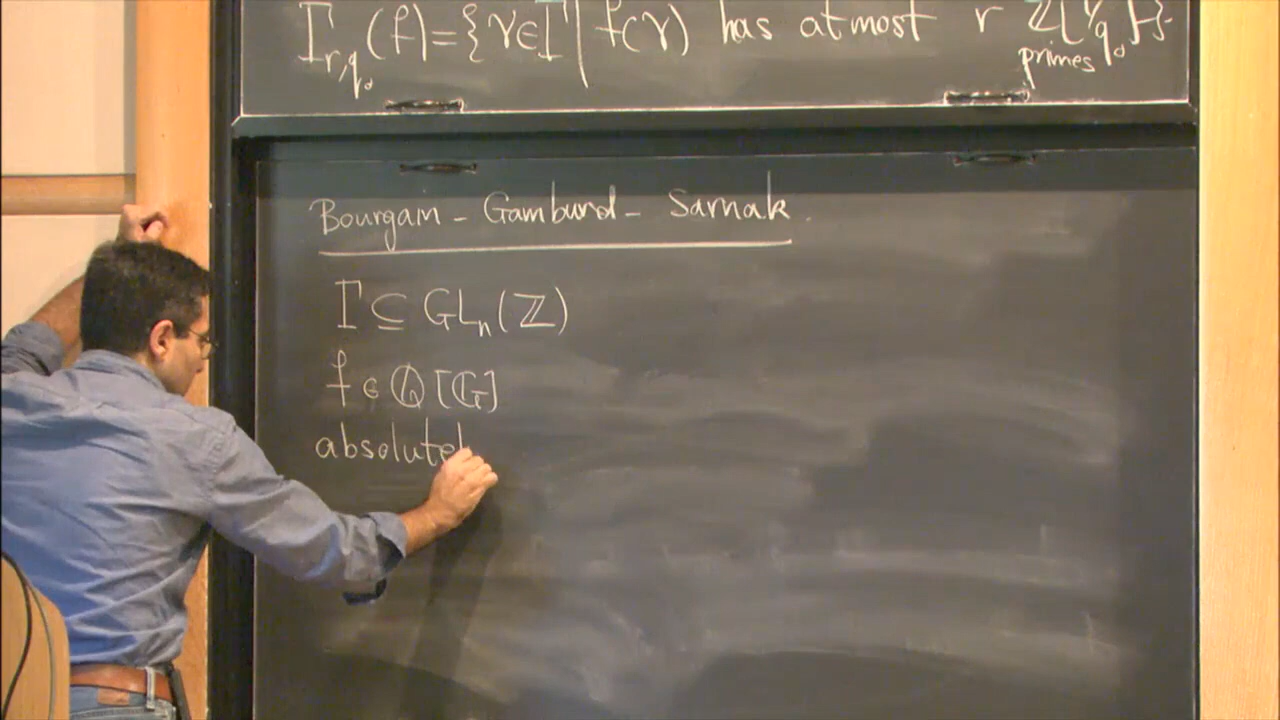 Γ_{r,q₀}(f)={γ∈Γ | f(γ) has at most r ℤ[1/q₀]
primes}.
Bourgain - Gamburd - Sarnak.
Γ ⊆ GL_n(ℤ)
f ∈ ℚ[𝔾]
absolutel